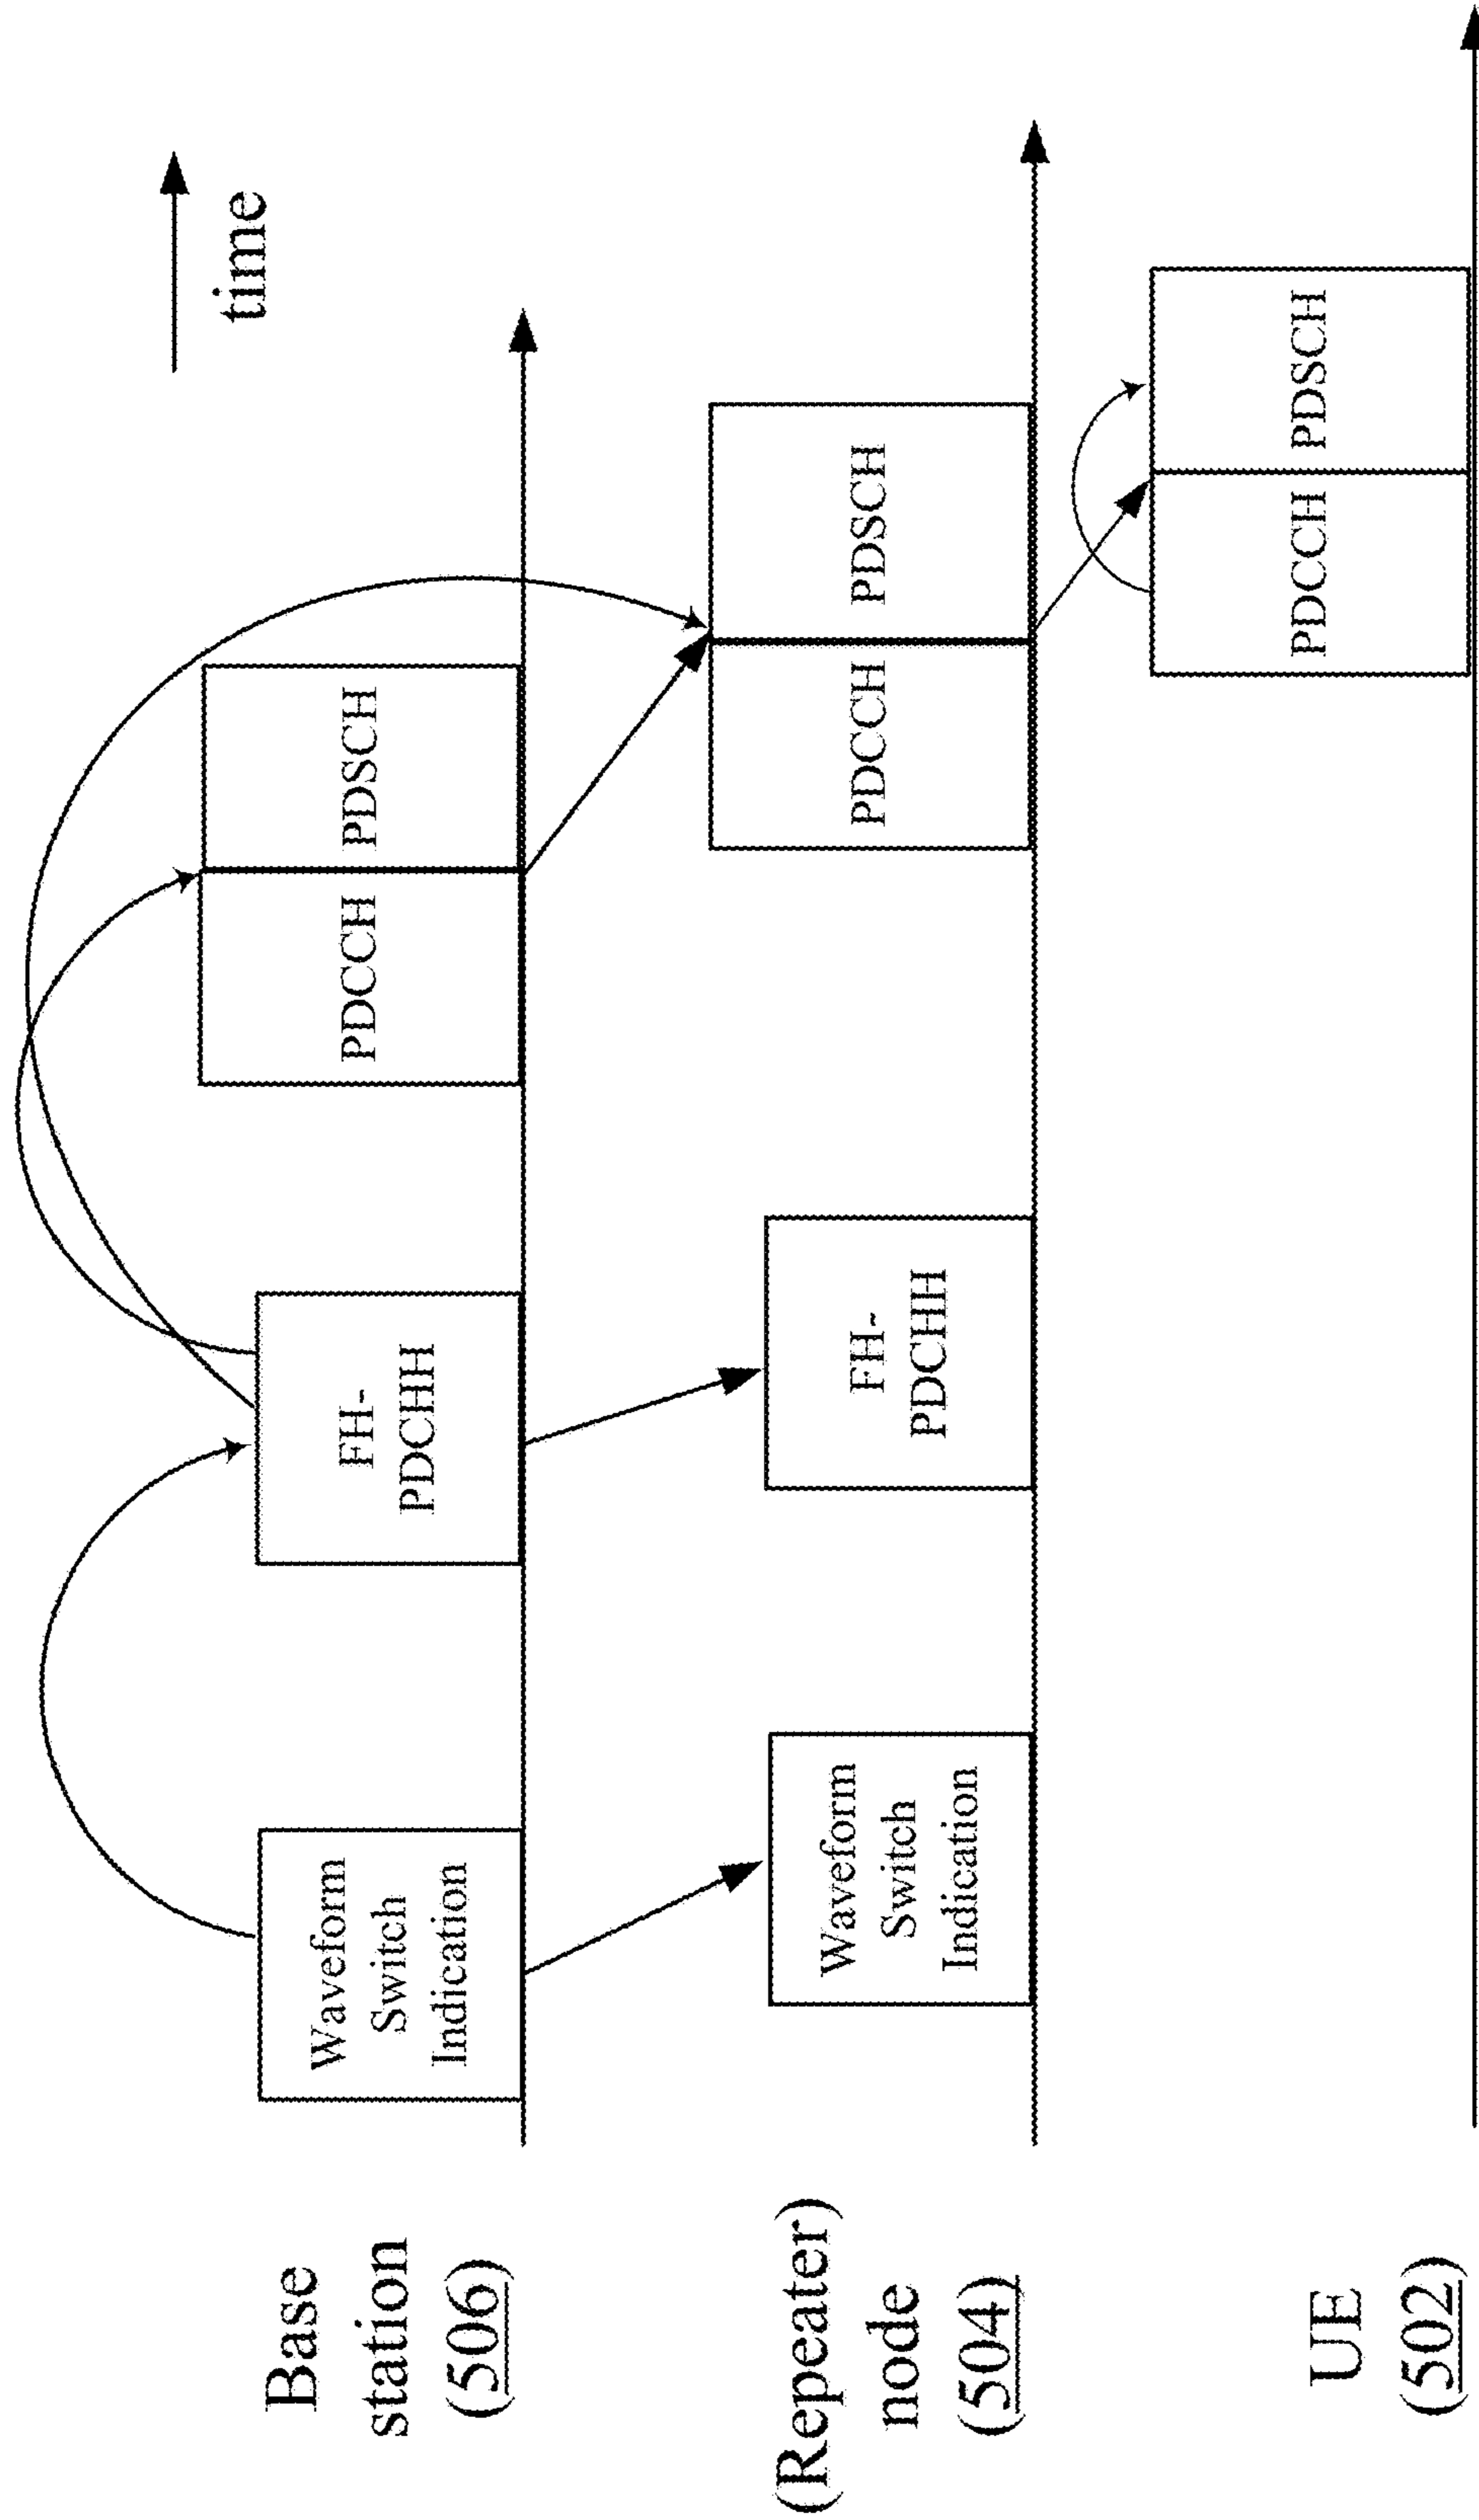 time
Base
station
(506)
Waveform
Switch
Indication
FH-
PDCHH
PDCCH
PDSCH
(Repeater)
node
(504)
Waveform
Switch
Indication
FH-
PDCHH
PDCCH
PDSCH
UE
(502)
PDCCH
PDSCH